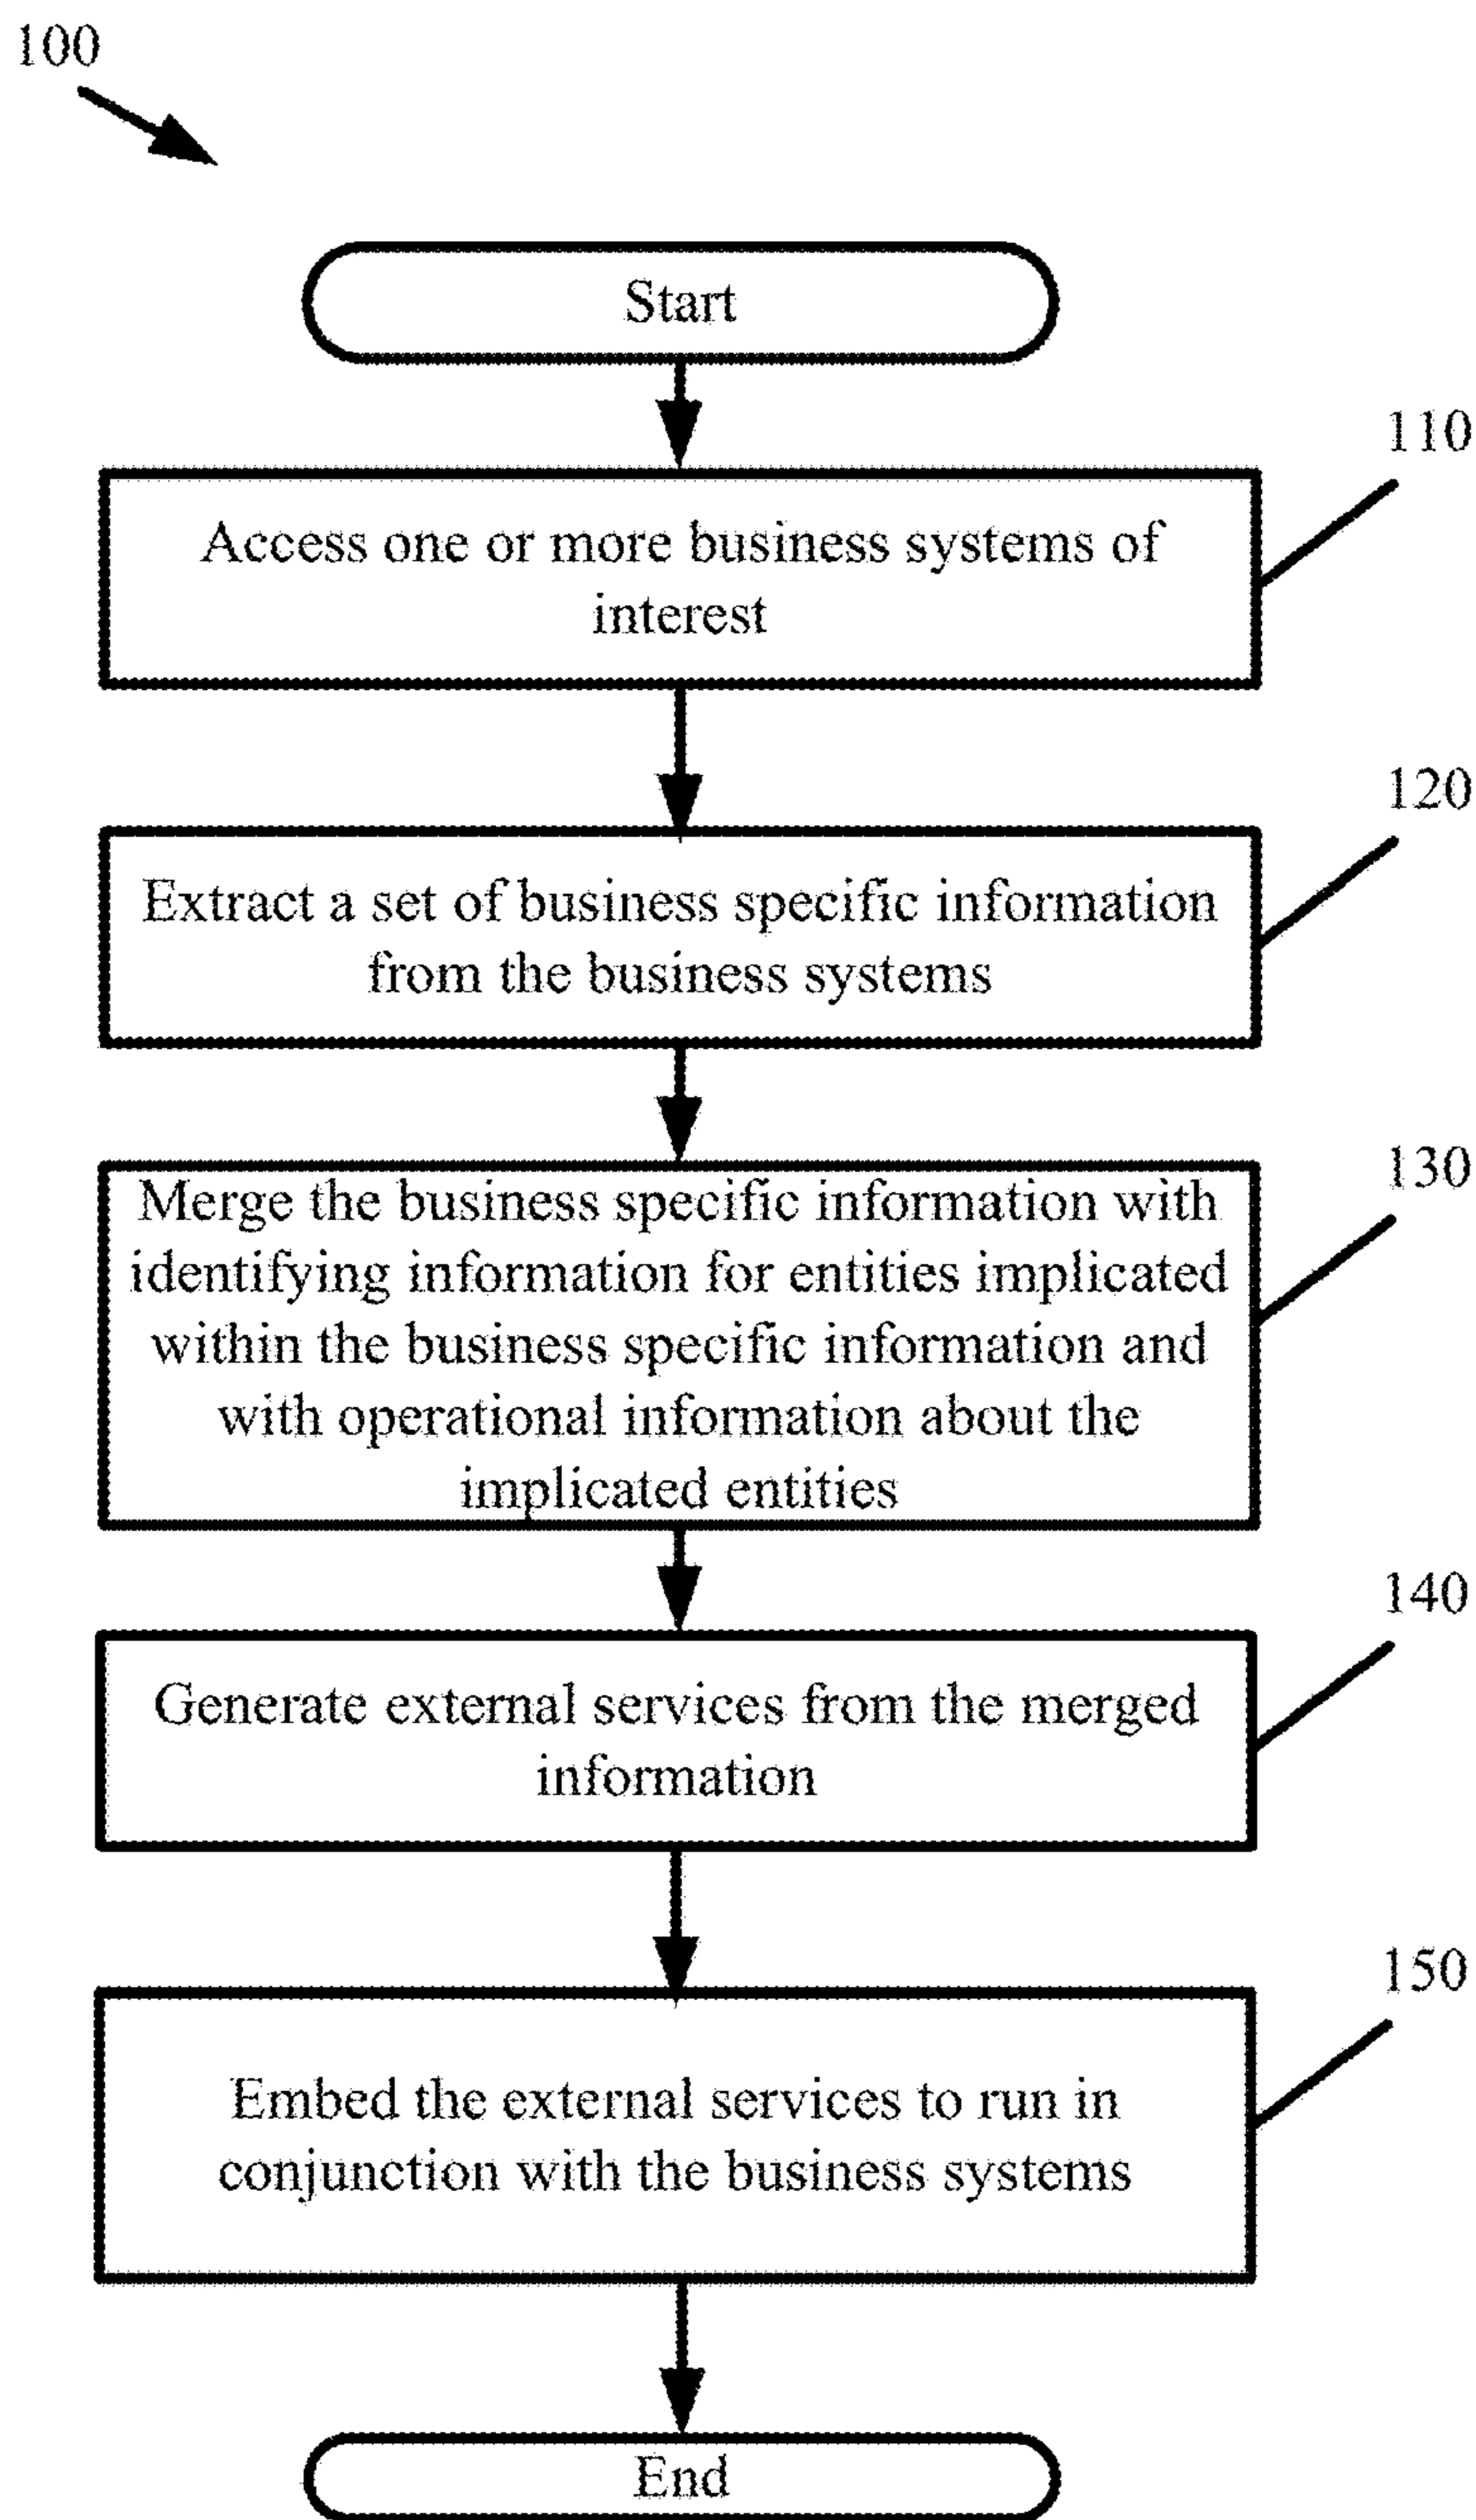 100
Start
110
Access one or more business systems of
interest
120
Extract a set of business specific information
from the business systems
130
Merge the business specific information with
identifying information for entities implicated
within the business specific information and
with operational information about the
implicated entities
140
Generate external services from the merged
information
150
Embed the external services to run in
conjunction with the business systems
End